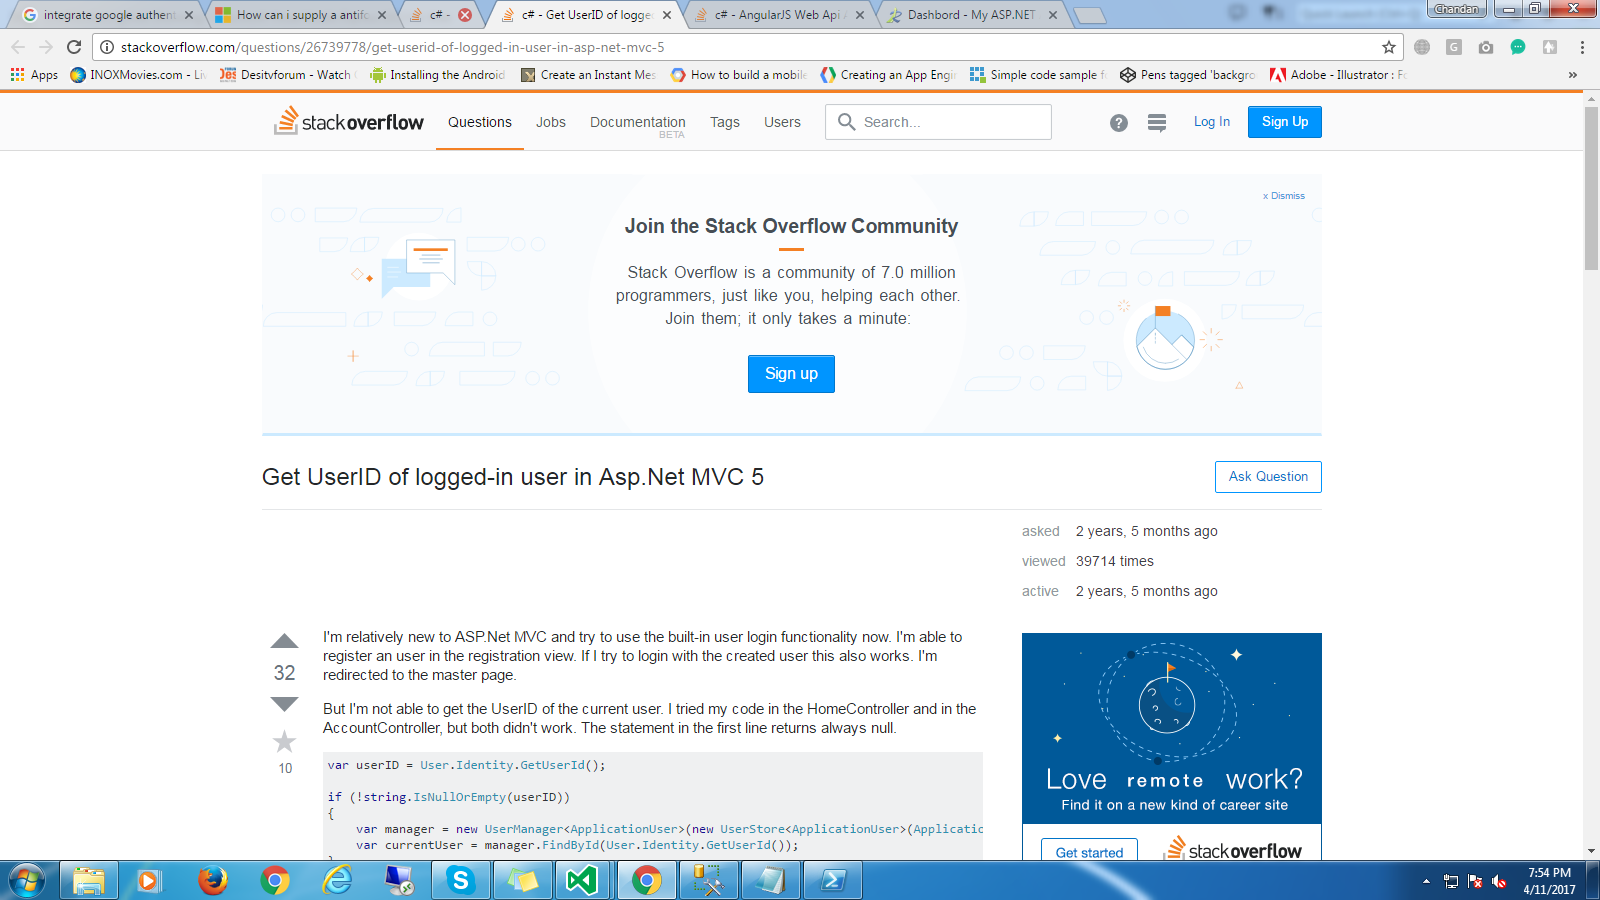 integrate google authent
How can i supply a antifo
c# -
c# - Get UserID of logge
c# - AngularJS Web Api
Dashbord - My ASP.NET
Chandan
stackoverflow.com/questions/26739778/get-userid-of-logged-in-user-in-asp-net-mvc-5
Apps
INOXMovies.com - Liv
Desitvforum - Watch
Installing the Android
Create an Instant Mes
How to build a mobile
Creating an App Engi
Simple code sample f
Pens tagged 'backgro
Adobe - Illustrator : Fo
»
stackoverflow
Questions
Jobs
Documentation
BETA
Tags
Users
Search...
?
Log In
Sign Up
x Dismiss
Join the Stack Overflow Community
Stack Overflow is a community of 7.0 million
programmers, just like you, helping each other.
Join them; it only takes a minute:
Sign up
Get UserID of logged-in user in Asp.Net MVC 5
Ask Question
asked 2 years, 5 months ago
viewed 39714 times
active 2 years, 5 months ago
32
10
I'm relatively new to ASP.Net MVC and try to use the built-in user login functionality now. I'm able to
register an user in the registration view. If I try to login with the created user this also works. I'm
redirected to the master page.
But I'm not able to get the UserID of the current user. I tried my code in the HomeController and in the
AccountController, but both didn't work. The statement in the first line returns always null.
var userID = User.Identity.GetUserId();
if (!string.IsNullOrEmpty(userID))
{
var manager = new UserManager<ApplicationUser>(new UserStore<ApplicationUser>(Applicatio
var currentUser = manager.FindById(User.Identity.GetUserId());
Love remote work?
Find it on a new kind of career site
Get started
stackoverflow
7:54 PM
4/11/2017